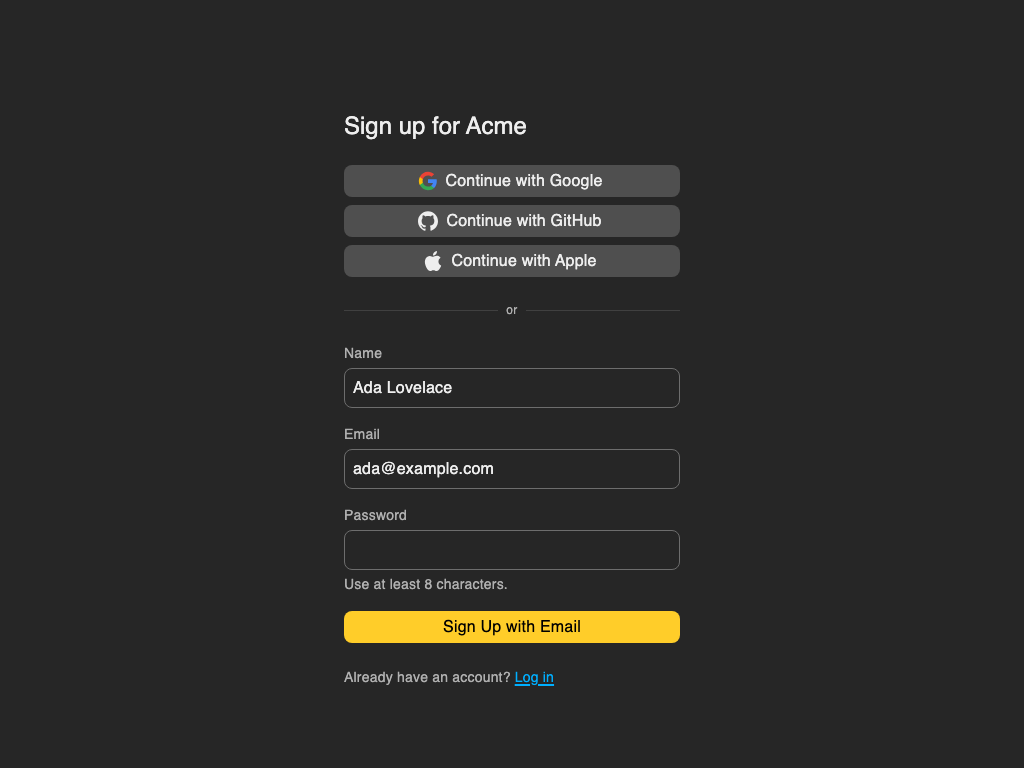 Sign up for Acme
Continue with Google
Continue with GitHub
Continue with Apple
or
Name
Ada Lovelace
Email
ada@example.com
Password
Use at least 8 characters.
Sign Up with Email
Already have an account? Log in